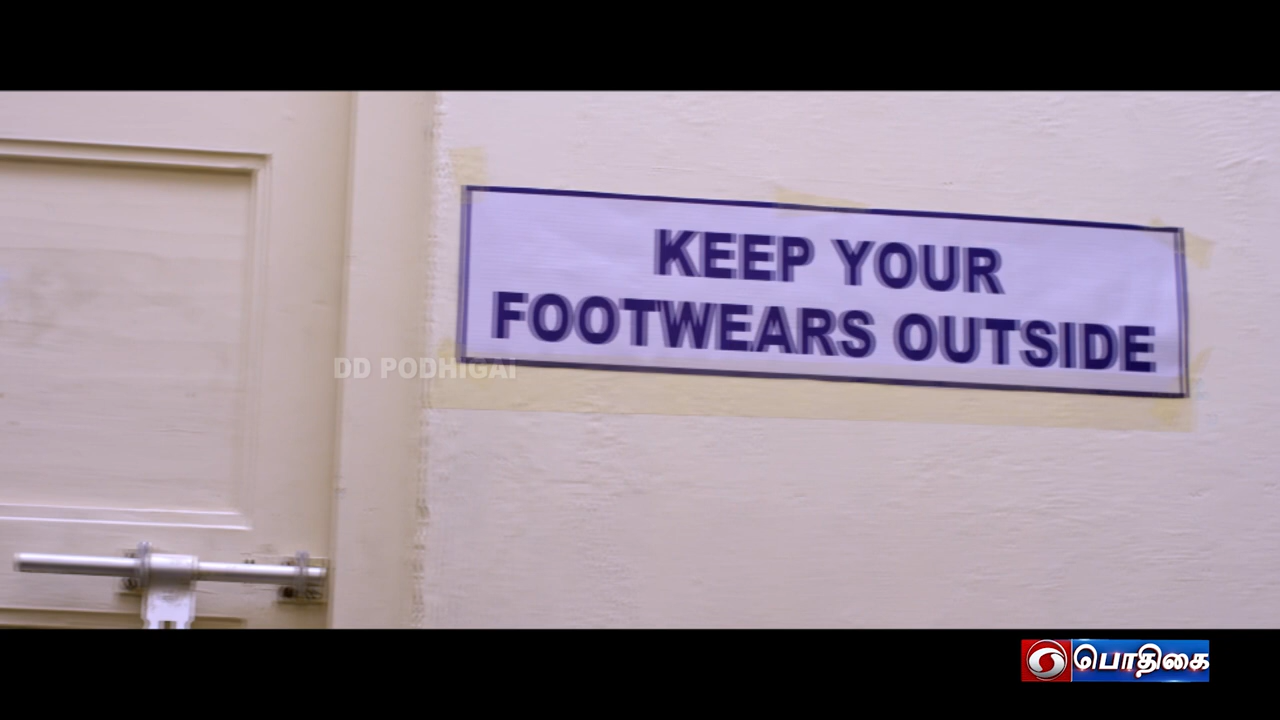 KEEP YOUR
FOOTWEARS OUTSIDE
DD PODHIGAI
பொதிகை